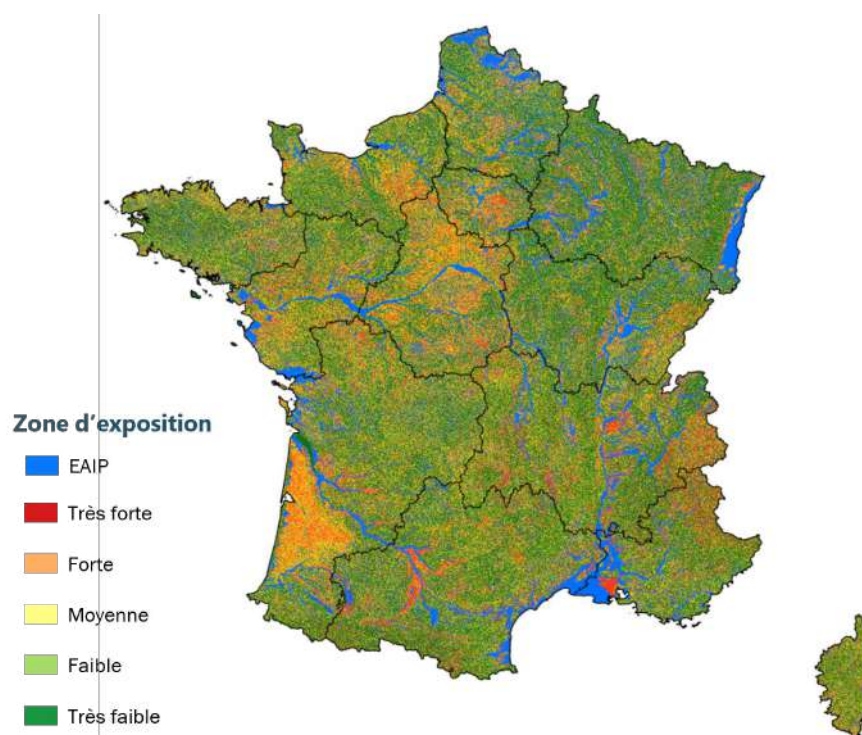 Zone d'exposition
EAIP
Très forte
Forte
Moyenne
Faible
Très faible